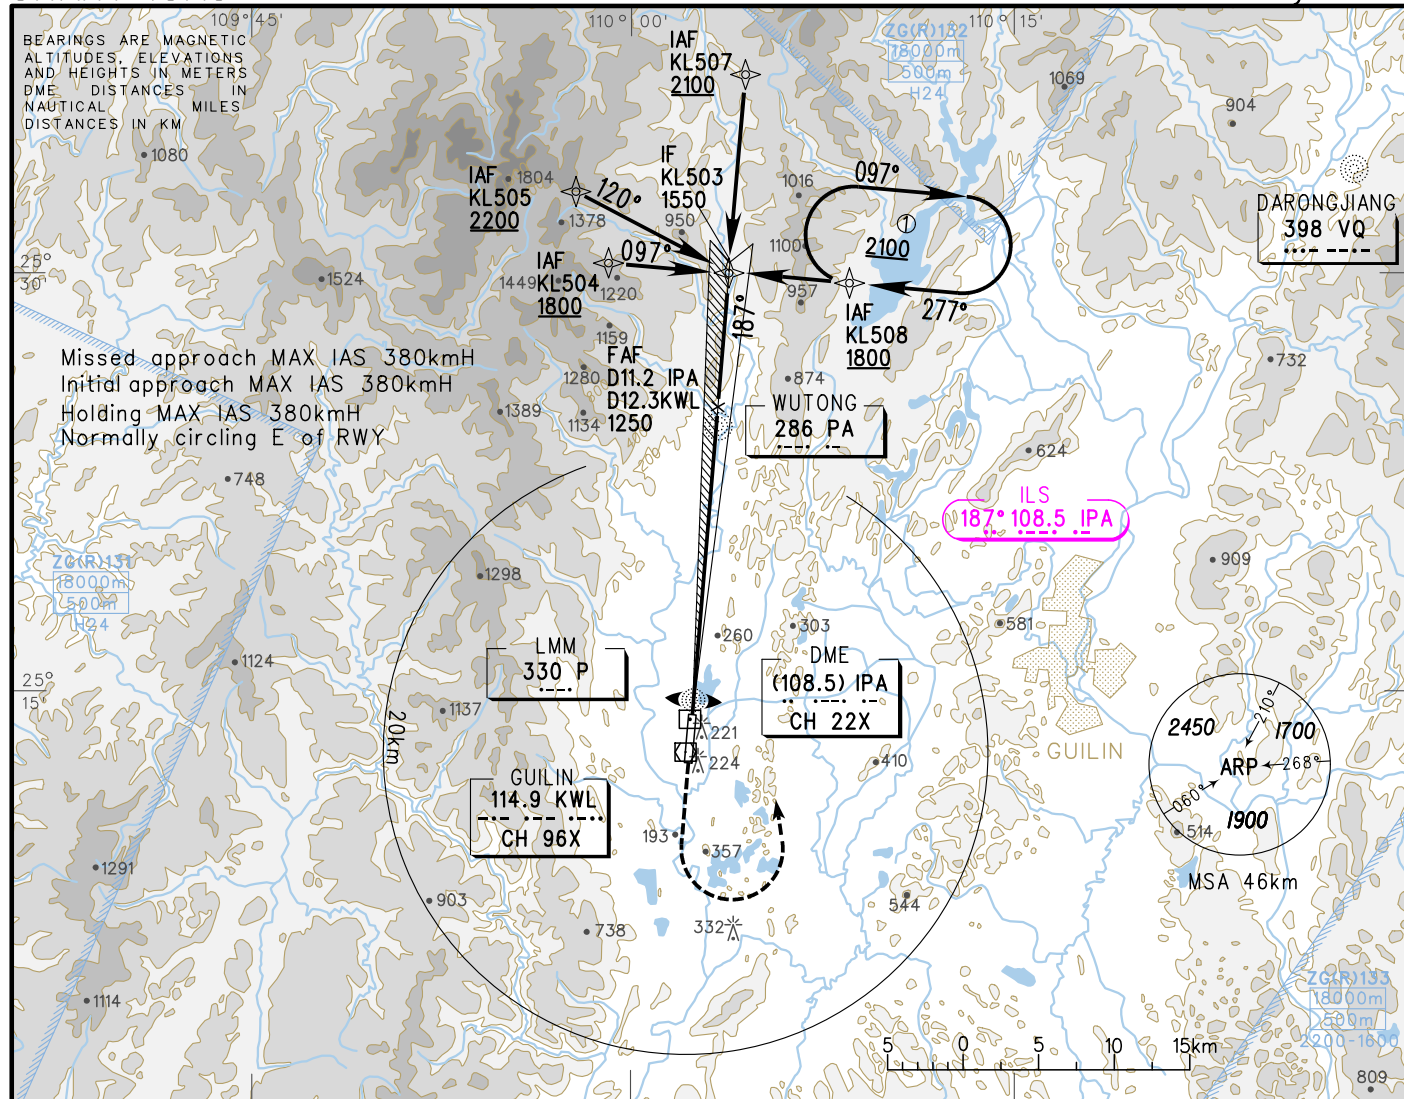 109°45'
110°00'
110°15'
BEARINGS ARE MAGNETIC
ALTITUDES, ELEVATIONS
AND HEIGHTS IN METERS
DME DISTANCES IN
NAUTICAL MILES
DISTANCES IN KM
IAF
KL507
2100
ZG(R)132
18000m
500m
H24
1069
904
1080
IAF
KL505
2200
1804
120°
1378
IF
KL503
1550
950
1016
097°
1
2100
1100
DARONGJIANG
398 VQ
25°
30'
1524
1449
IAF
KL504
1800
097°
1220
1159
187°
957
277°
IAF
KL508
1800
Missed approach MAX IAS 380kmH
Initial approach MAX IAS 380kmH
Holding MAX IAS 380kmH
Normally circling E of RWY
FAF
D11.2 IPA
D12.3KWL
1250
1280
1389
1134
874
732
WUTONG
286 PA
624
748
ILS
187° 108.5 IPA
ZG(R)131
18000m
500m
H24
1298
909
581
303
260
1124
LMM
330 P
DME
(108.5) IPA
CH 22X
25°
15'
1137
20km
221
224
410
GUILIN
2450
210°
1700
ARP
268°
060°
1900
514
MSA 46km
GUILIN
114.9 KWL
CH 96X
193
357
1291
903
544
738
332
1114
ZG(R)133
18000m
500m
2200-1600
5 0 5 10 15km
809